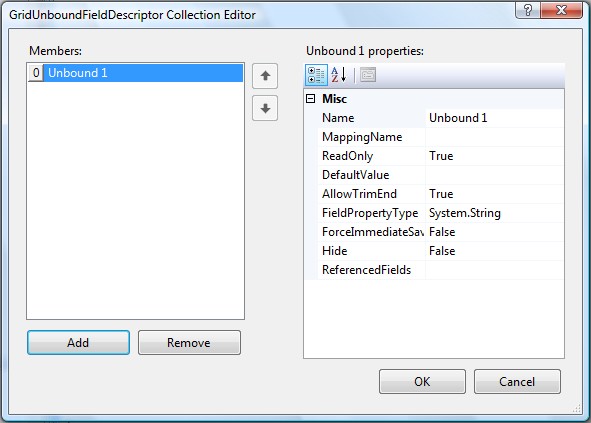 GridUnboundFieldDescriptor Collection Editor
Members:
0 Unbound 1
Add
Remove
Unbound 1 properties:
Misc
Name Unbound 1
MappingName
ReadOnly True
DefaultValue
AllowTrimEnd True
FieldPropertyType System.String
ForceImmediateSav False
Hide False
ReferencedFields
OK
Cancel